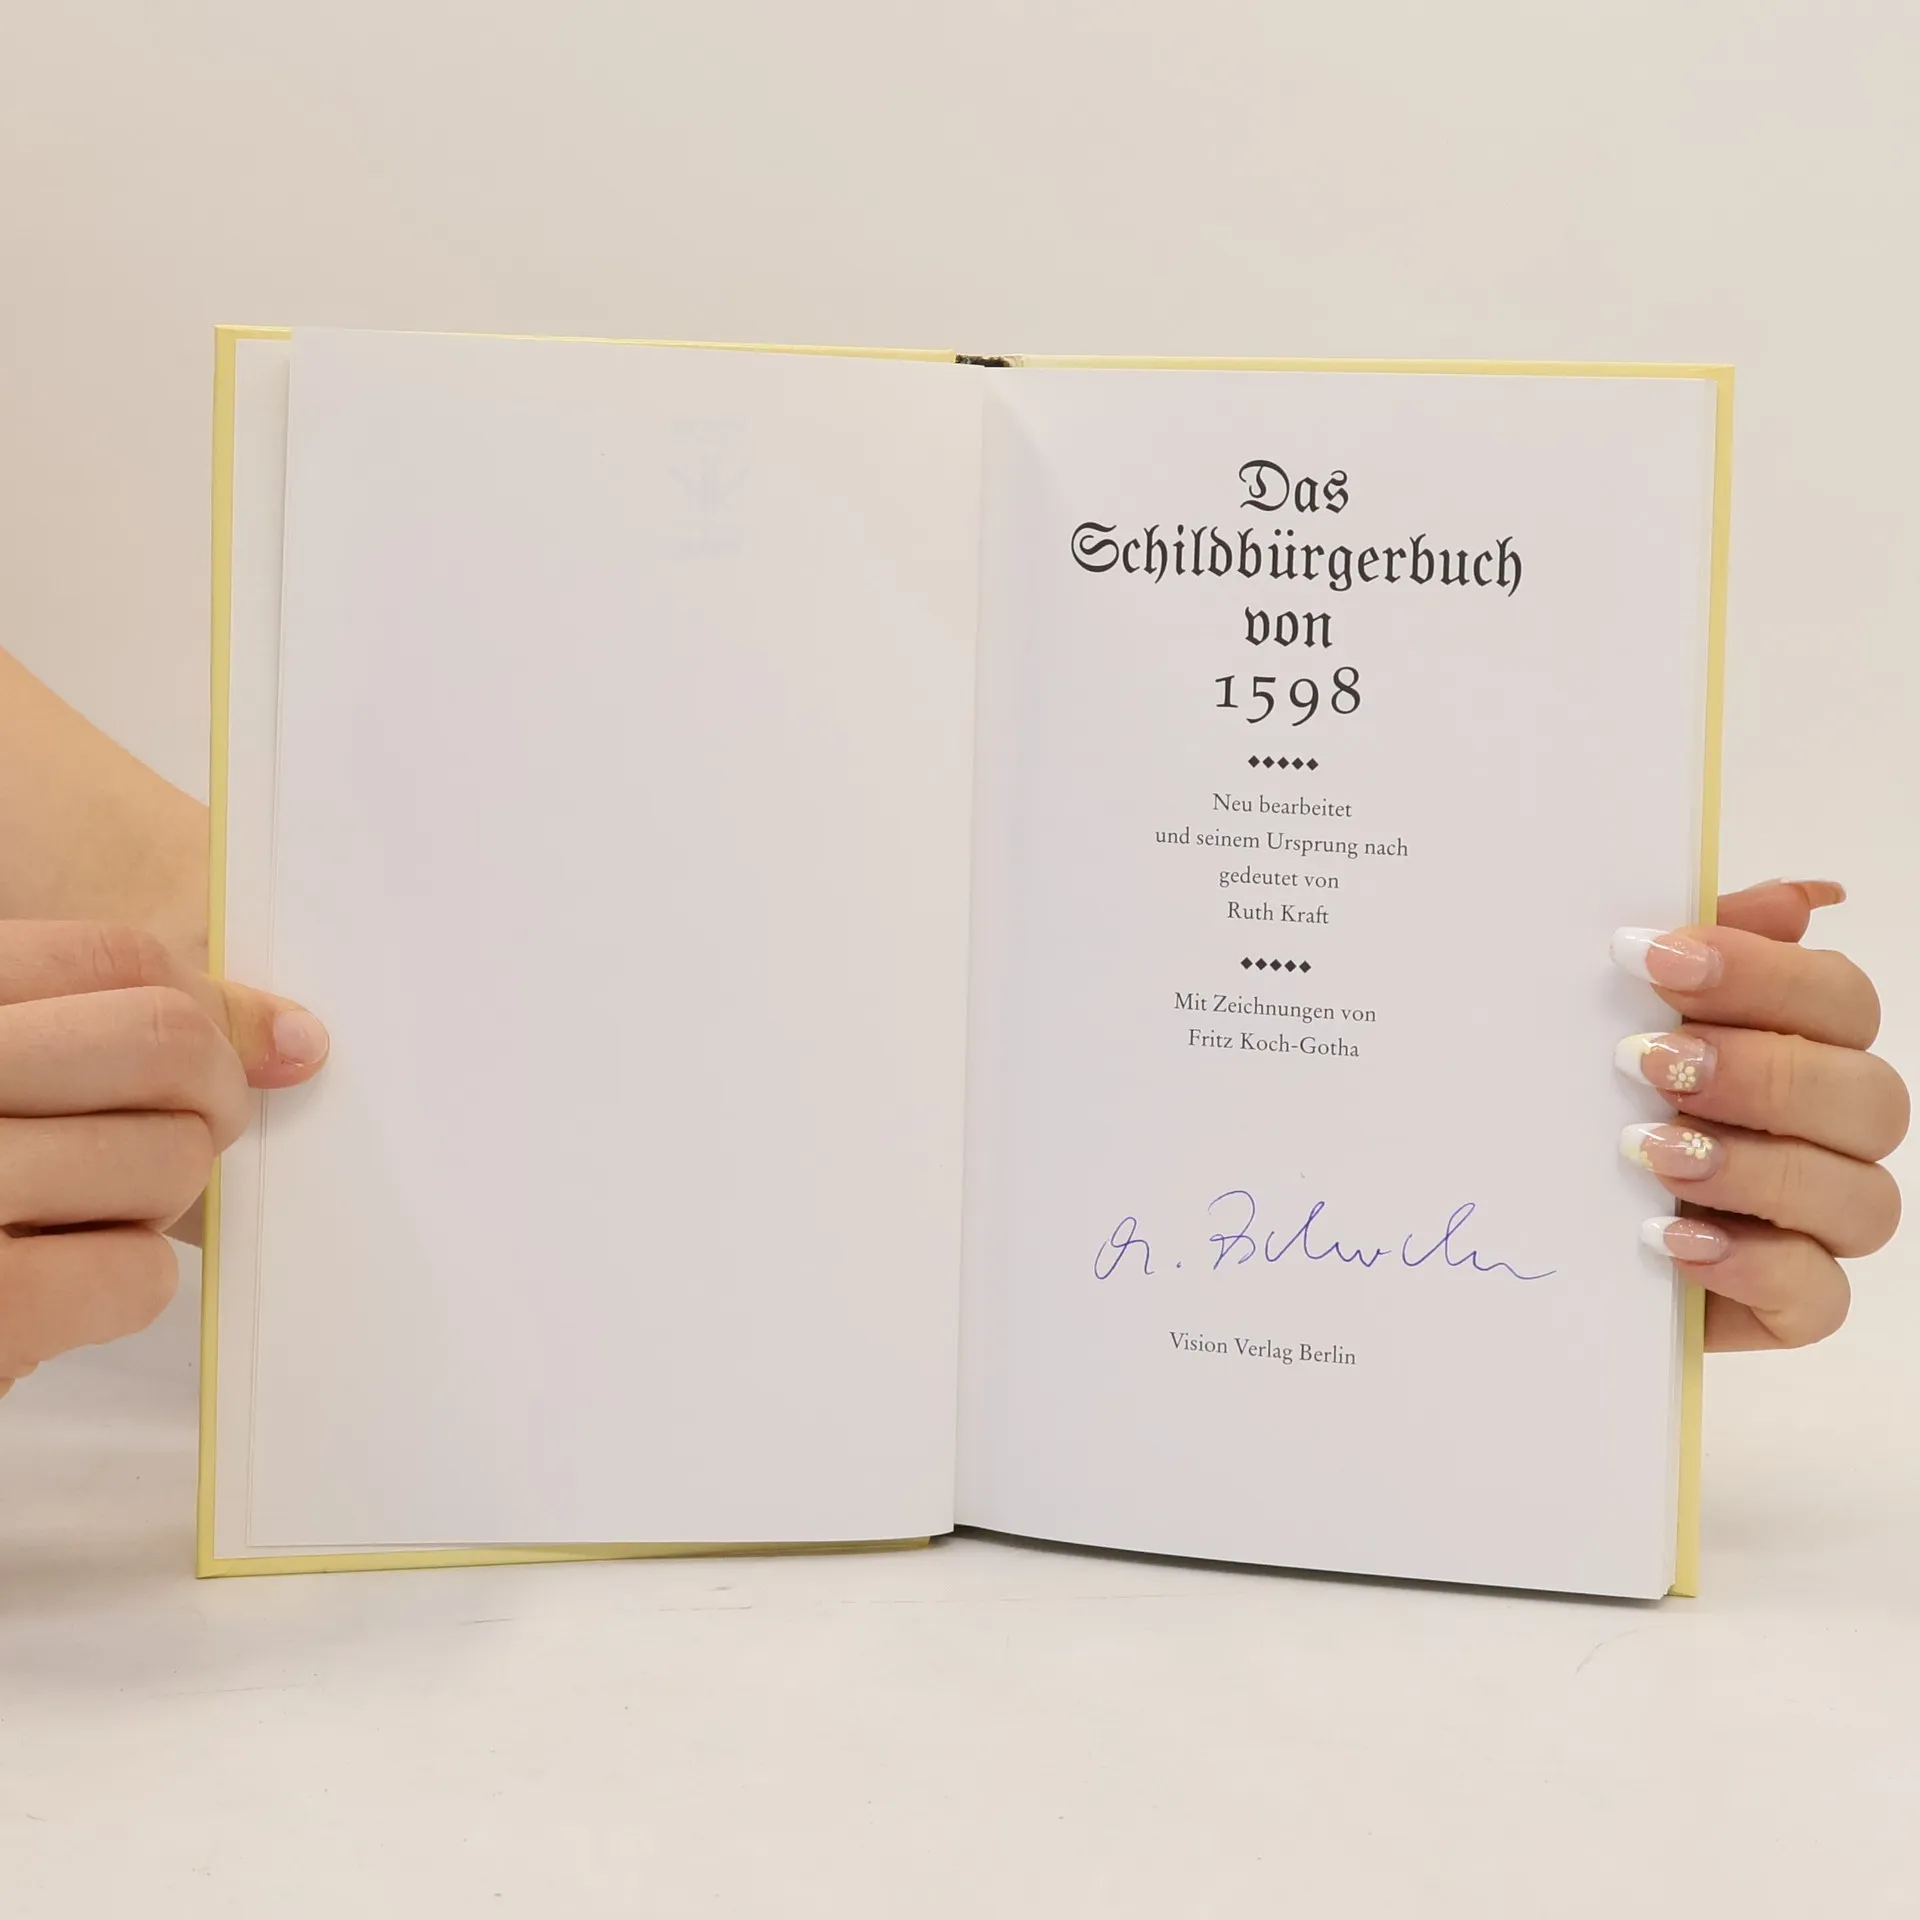 Das
Schildbürgerbuch
von
1598
Neu bearbeitet
und seinem Ursprung nach
gedeutet von
Ruth Kraft
Mit Zeichnungen von
Fritz Koch-Gotha
Vision Verlag Berlin